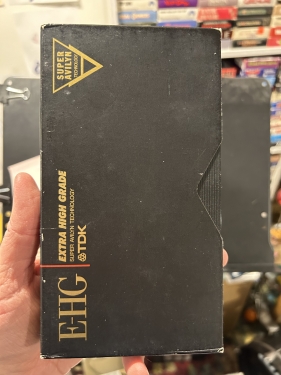 SUPER
AVILYN
TECHNOLOGY
E-HG
EXTRA HIGH GRADE
SUPER AVILYN TECHNOLOGY
TDK